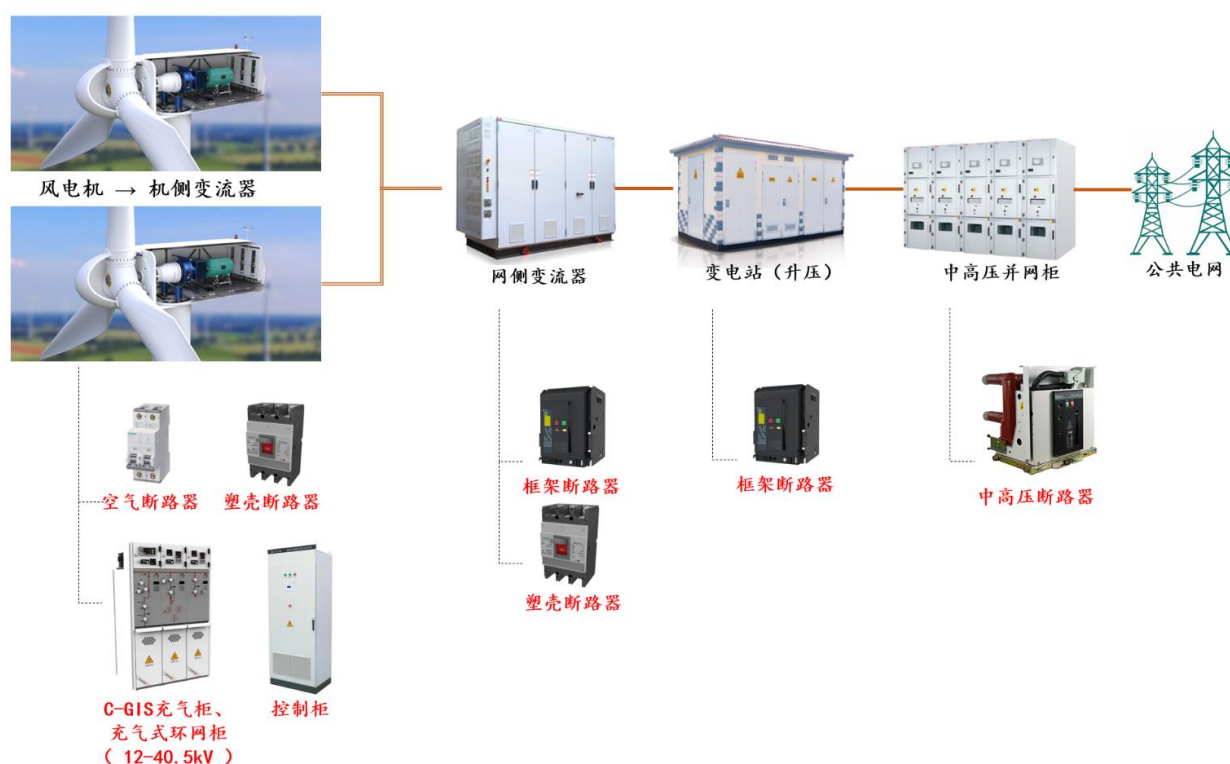 风电机 → 机侧变流器
网侧变流器
变电站（升压）
中高压并网柜
公共电网
空气断路器
塑壳断路器
框架断路器
框架断路器
中高压断路器
塑壳断路器
C-GIS充气柜、
充气式环网柜
（ 12-40.5kV ）
控制柜